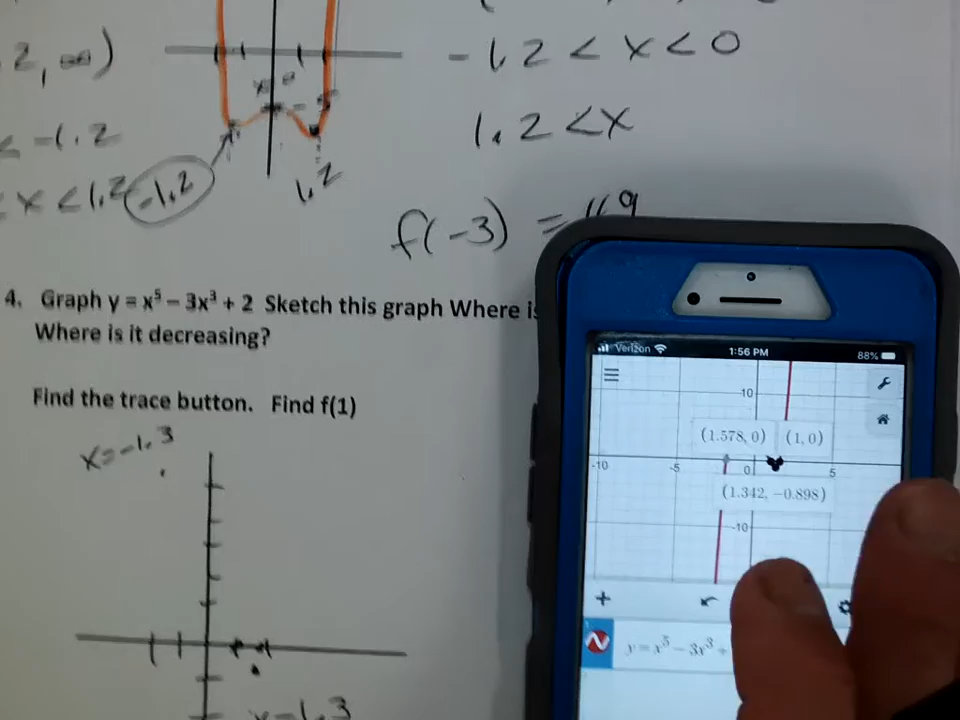 2, ∞)
-1.2 < x < 0
< -1.2
1.2 < x
x < 1.2
-1.2
1.2
f(-3) = 169
4. Graph y = x⁵ – 3x³ + 2 Sketch this graph Where is
Where is it decreasing?
Find the trace button. Find f(1)
x=-1.3
x=1.3
Verizon 1:56 PM 88%
10
(1.578, 0) (1, 0)
-10 -5 0 5
(1.342, −0.898)
-10
y = x⁵ − 3x³ +